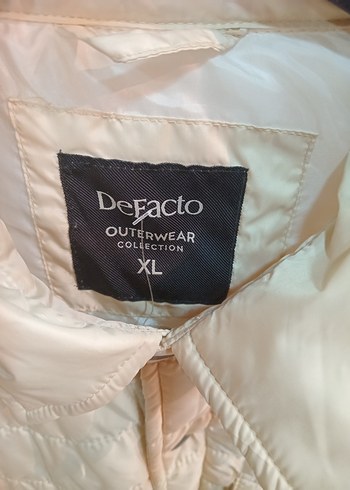 DeFacto
OUTERWEAR
COLLECTION
XL